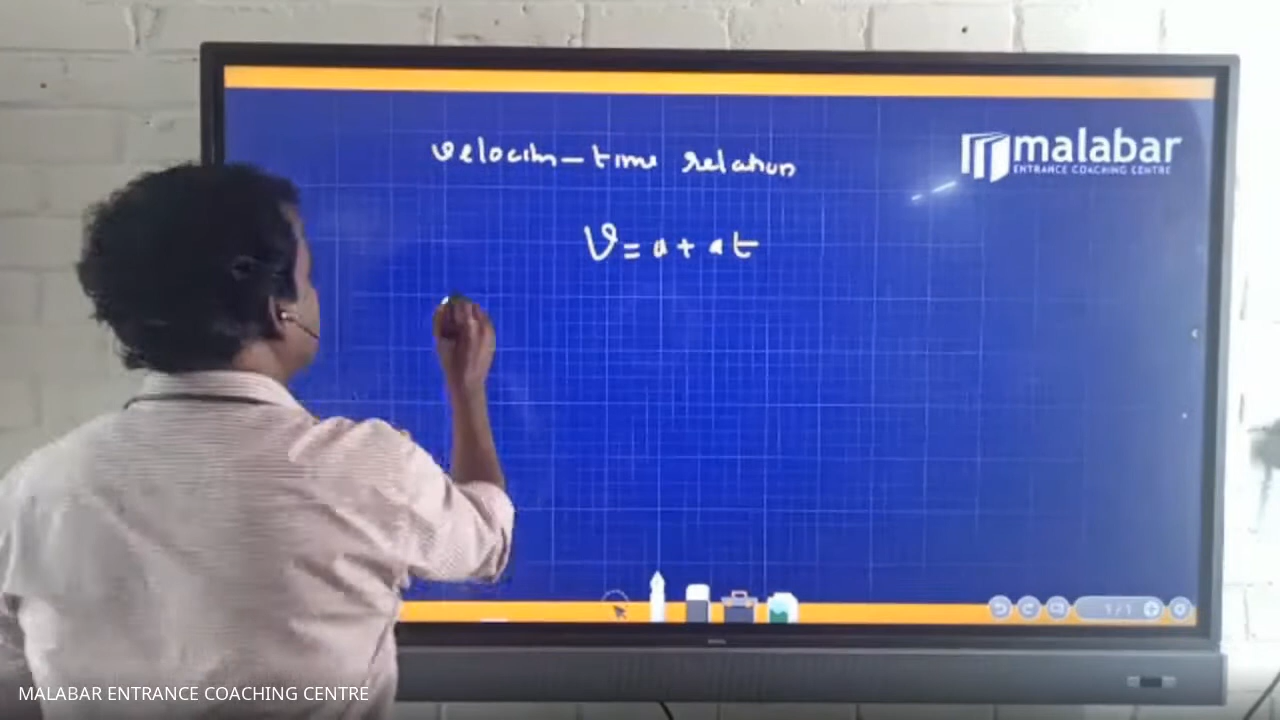 velocity - time relation
malabar
ENTRANCE COACHING CENTRE
V = u + at
1 / 1
MALABAR ENTRANCE COACHING CENTRE